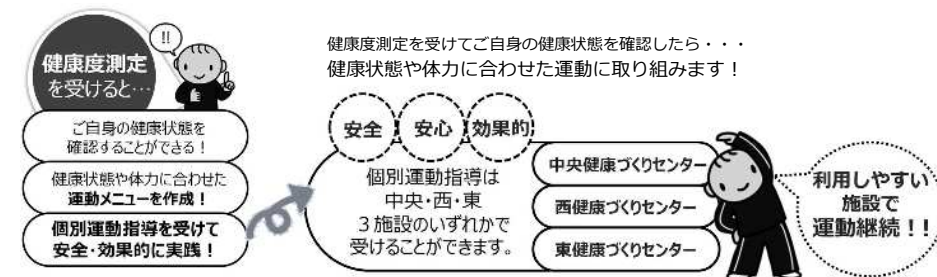 !!
健康度測定
を受けると…
ご自身の健康状態を
確認することができる！
健康状態や体力に合わせた
運動メニューを作成！
個別運動指導を受けて
安全・効果的に実践！
健康度測定を受けてご自身の健康状態を確認したら・・・
健康状態や体力に合わせた運動に取り組みます！
安全
安心
効果的
個別運動指導は
中央・西・東
３施設のいずれかで
受けることができます。
中央健康づくりセンター
西健康づくりセンター
東健康づくりセンター
利用しやすい
施設で
運動継続！！